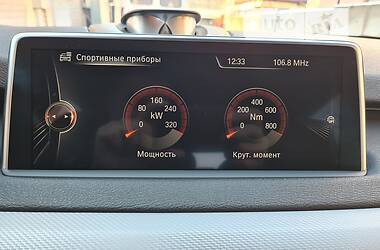 Спортивные приборы
12:33
106.8 MHz
160
80 240
kW
0 320
Мощность
400
200 600
Nm
0 800
Крут. момент